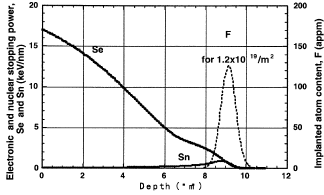 Electronic and nuclear stopping power,
Se and Sn (keV/nm)
20
15
10
5
0
Se
Sn
F
for 1.2x10 19/m2
200
150
100
50
0
Implanted atom content, F (appm)
0 2 4 6 8 10 12
Depth (